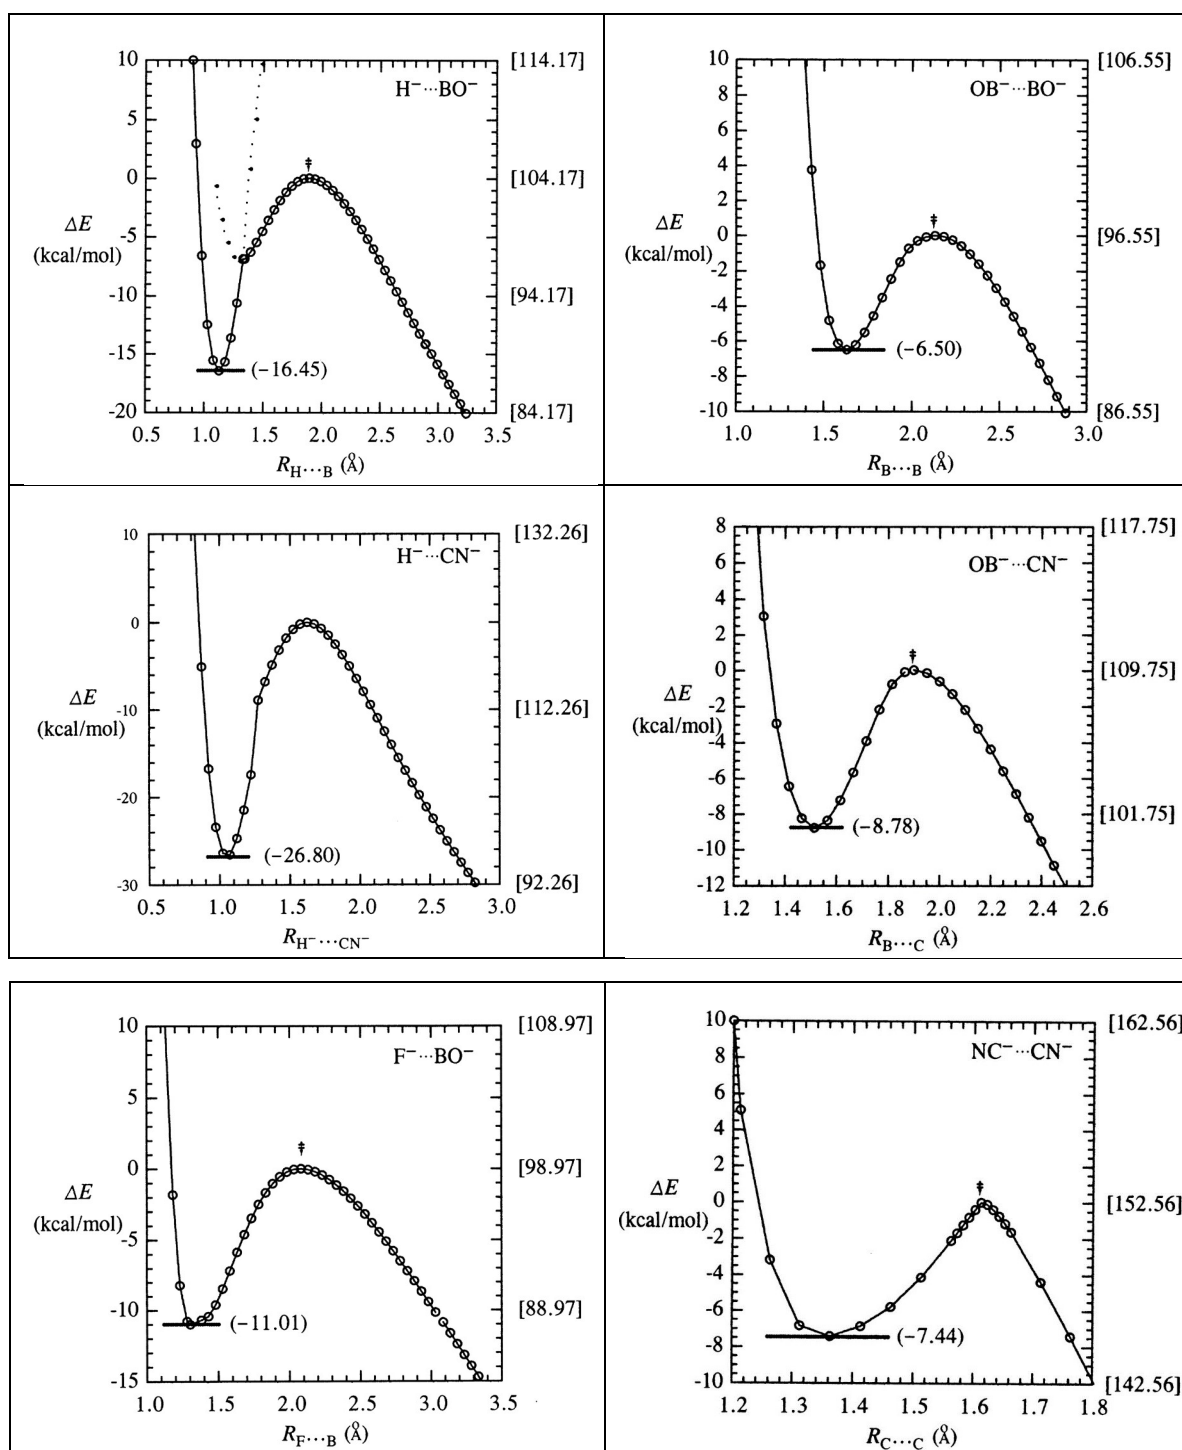 10
5
0
-5
-10
-15
-20
ΔE
(kcal/mol)
H⁻···BO⁻
‡
(−16.45)
[114.17]
[104.17]
[94.17]
[84.17]
0.5 1.0 1.5 2.0 2.5 3.0 3.5
R_H···B (Å)
10
8
6
4
2
0
-2
-4
-6
-8
-10
ΔE
(kcal/mol)
OB⁻···BO⁻
‡
(−6.50)
[106.55]
[96.55]
[86.55]
1.0 1.5 2.0 2.5 3.0
R_B···B (Å)
10
0
-10
-20
-30
ΔE
(kcal/mol)
H⁻···CN⁻
(−26.80)
[132.26]
[112.26]
[92.26]
0.5 1.0 1.5 2.0 2.5 3.0
R_H⁻···CN⁻
8
6
4
2
0
-2
-4
-6
-8
-10
-12
ΔE
(kcal/mol)
OB⁻···CN⁻
‡
(−8.78)
[117.75]
[109.75]
[101.75]
1.2 1.4 1.6 1.8 2.0 2.2 2.4 2.6
R_B···C (Å)
10
5
0
-5
-10
-15
ΔE
(kcal/mol)
F⁻···BO⁻
‡
(−11.01)
[108.97]
[98.97]
[88.97]
1.0 1.5 2.0 2.5 3.0 3.5
R_F···B (Å)
10
8
6
4
2
0
-2
-4
-6
-8
-10
ΔE
(kcal/mol)
NC⁻···CN⁻
‡
(−7.44)
[162.56]
[152.56]
[142.56]
1.2 1.3 1.4 1.5 1.6 1.7 1.8
R_C···C (Å)